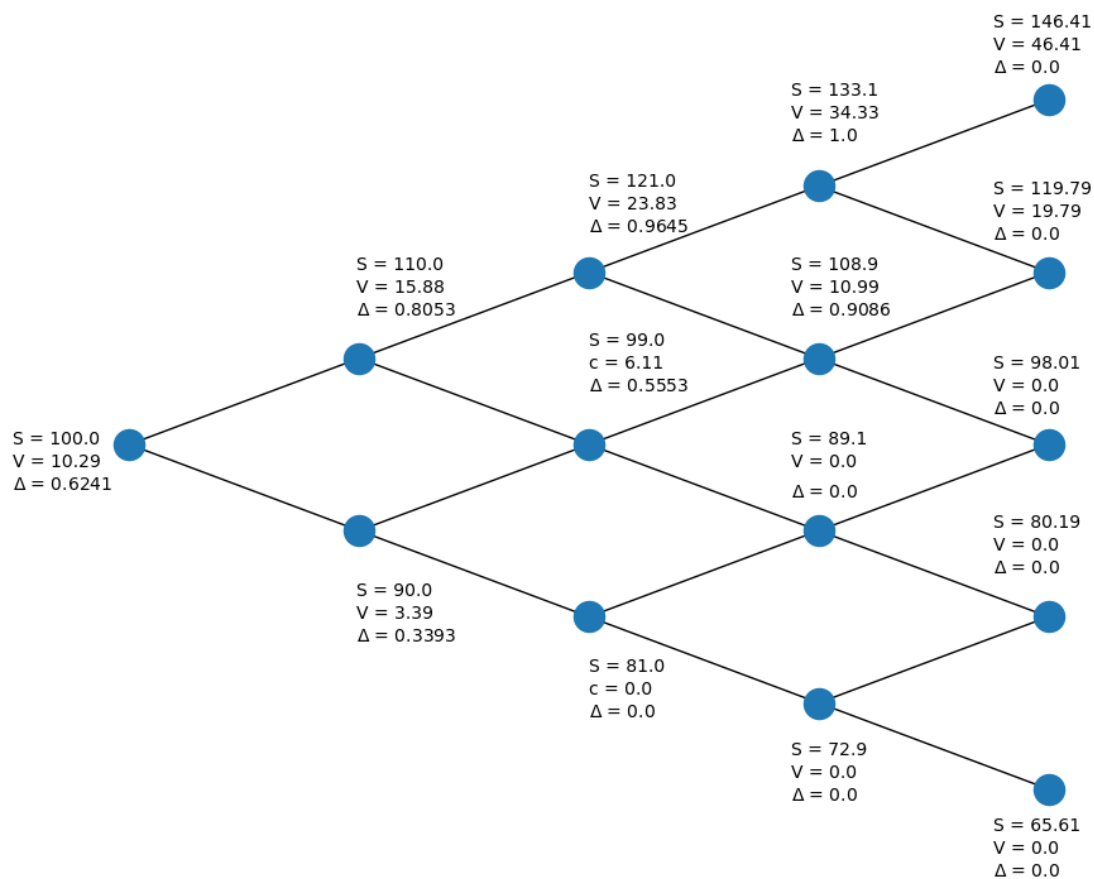 S = 146.41
V = 46.41
Δ = 0.0
S = 133.1
V = 34.33
Δ = 1.0
S = 121.0
V = 23.83
Δ = 0.9645
S = 119.79
V = 19.79
Δ = 0.0
S = 110.0
V = 15.88
Δ = 0.8053
S = 108.9
V = 10.99
Δ = 0.9086
S = 99.0
c = 6.11
Δ = 0.5553
S = 98.01
V = 0.0
Δ = 0.0
S = 100.0
V = 10.29
Δ = 0.6241
S = 89.1
V = 0.0
Δ = 0.0
S = 80.19
V = 0.0
Δ = 0.0
S = 90.0
V = 3.39
Δ = 0.3393
S = 81.0
c = 0.0
Δ = 0.0
S = 72.9
V = 0.0
Δ = 0.0
S = 65.61
V = 0.0
Δ = 0.0